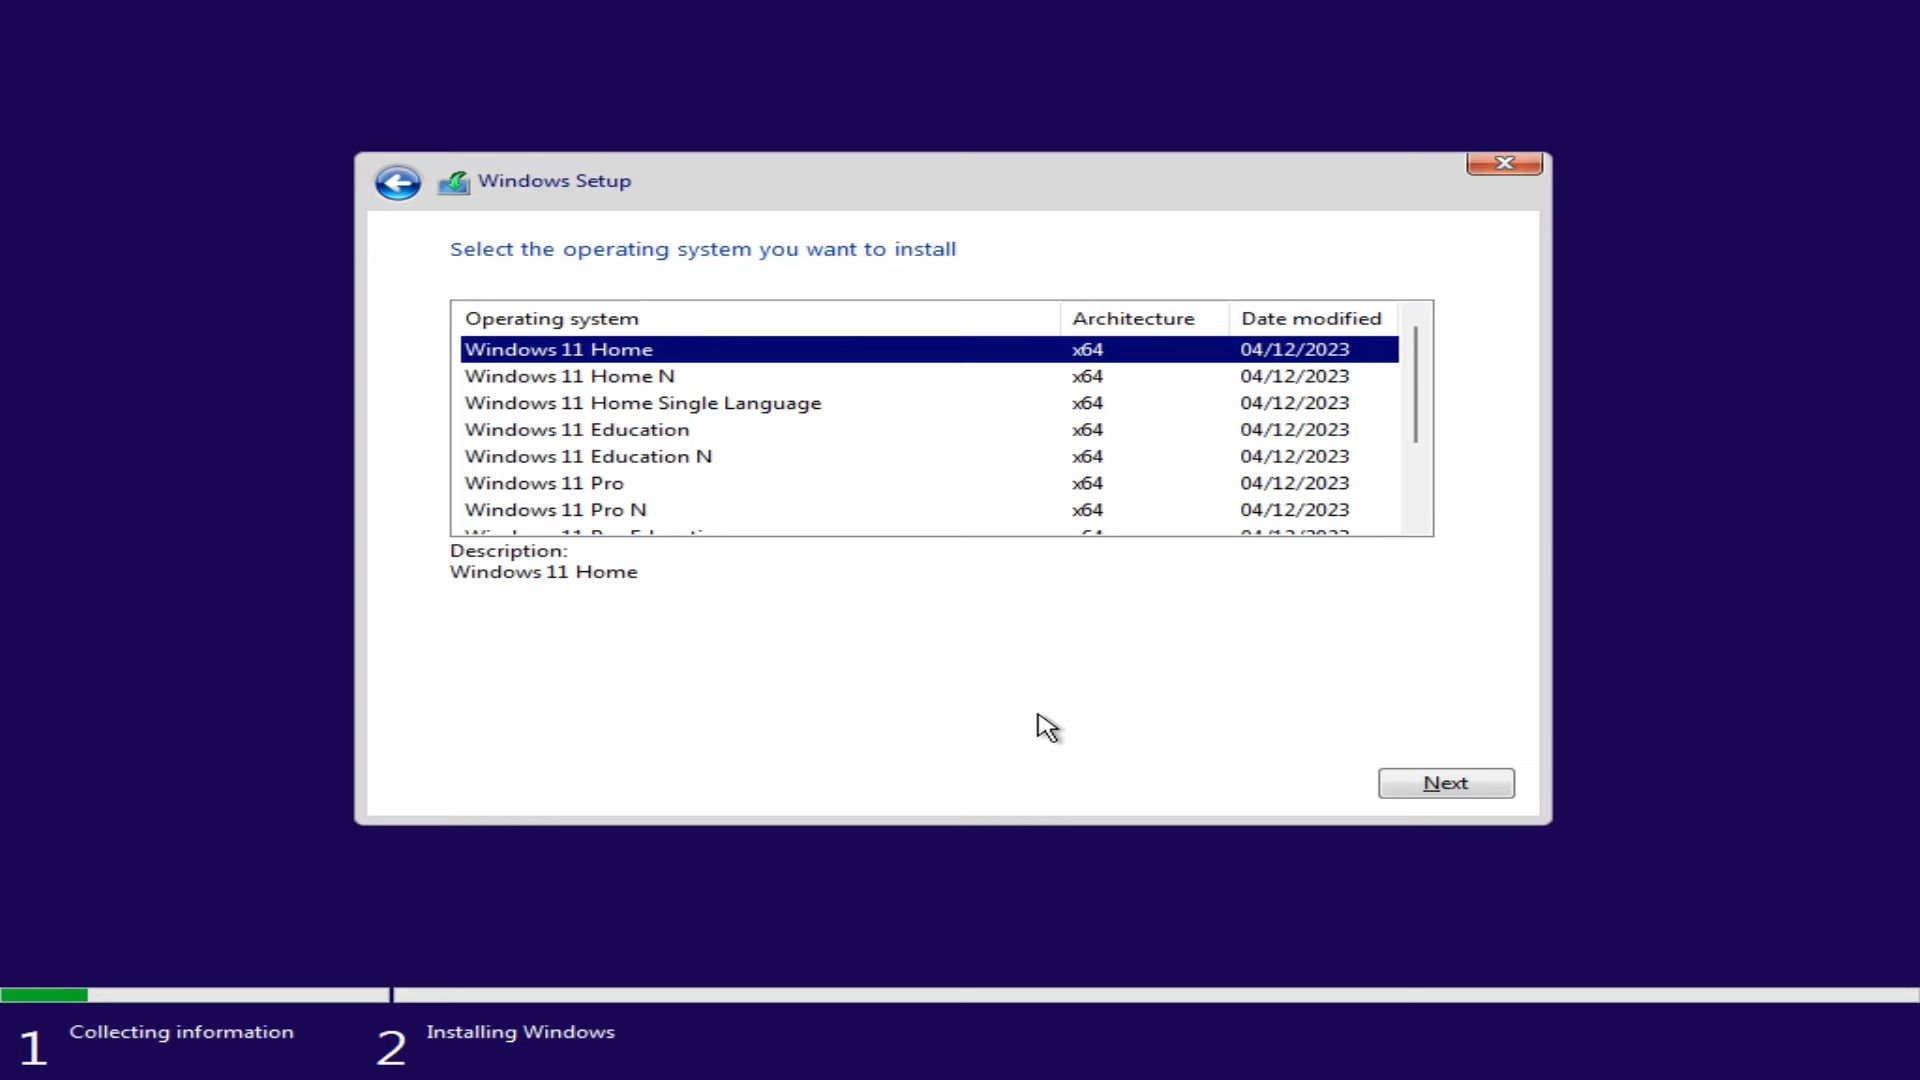 Windows Setup
Select the operating system you want to install
Operating system Architecture Date modified
Windows 11 Home x64 04/12/2023
Windows 11 Home N x64 04/12/2023
Windows 11 Home Single Language x64 04/12/2023
Windows 11 Education x64 04/12/2023
Windows 11 Education N x64 04/12/2023
Windows 11 Pro x64 04/12/2023
Windows 11 Pro N x64 04/12/2023
Description:
Windows 11 Home
Next
1 Collecting information 2 Installing Windows